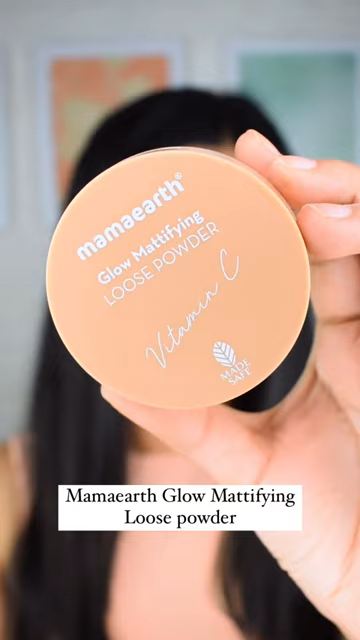 mamaearth®
Glow Mattifying
LOOSE POWDER
Vitamin C
MADE
SAFE
Mamaearth Glow Mattifying
Loose powder